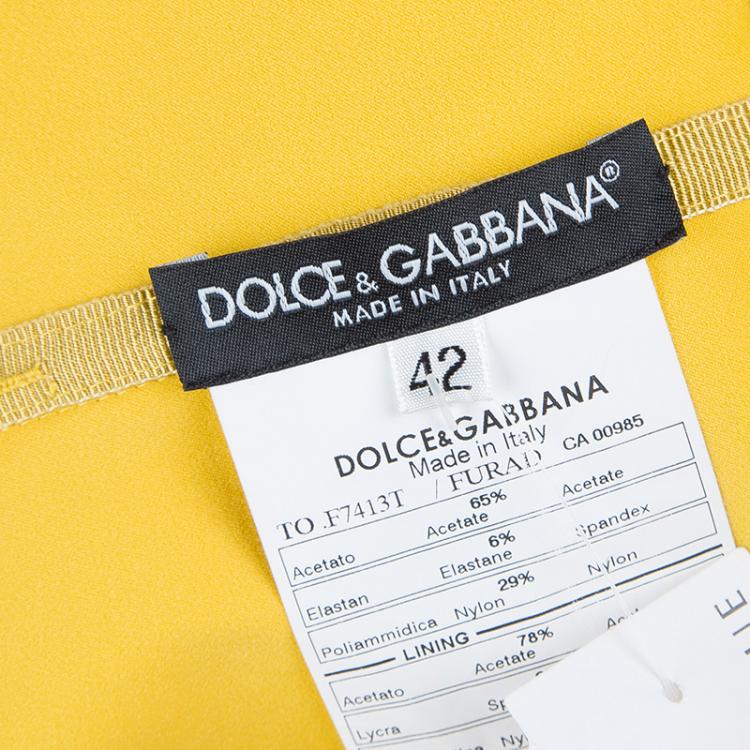 DOLCE & GABBANA®
MADE IN ITALY
42
DOLCE&GABBANA
Made in Italy
TO .F7413T / FURAD CA 00985
65%
Acetato Acetate Acetate
6%
Elastan Elastane Spandex
29%
Poliammidica Nylon Nylon
LINING
78%
Acetato Acetate
Lycra